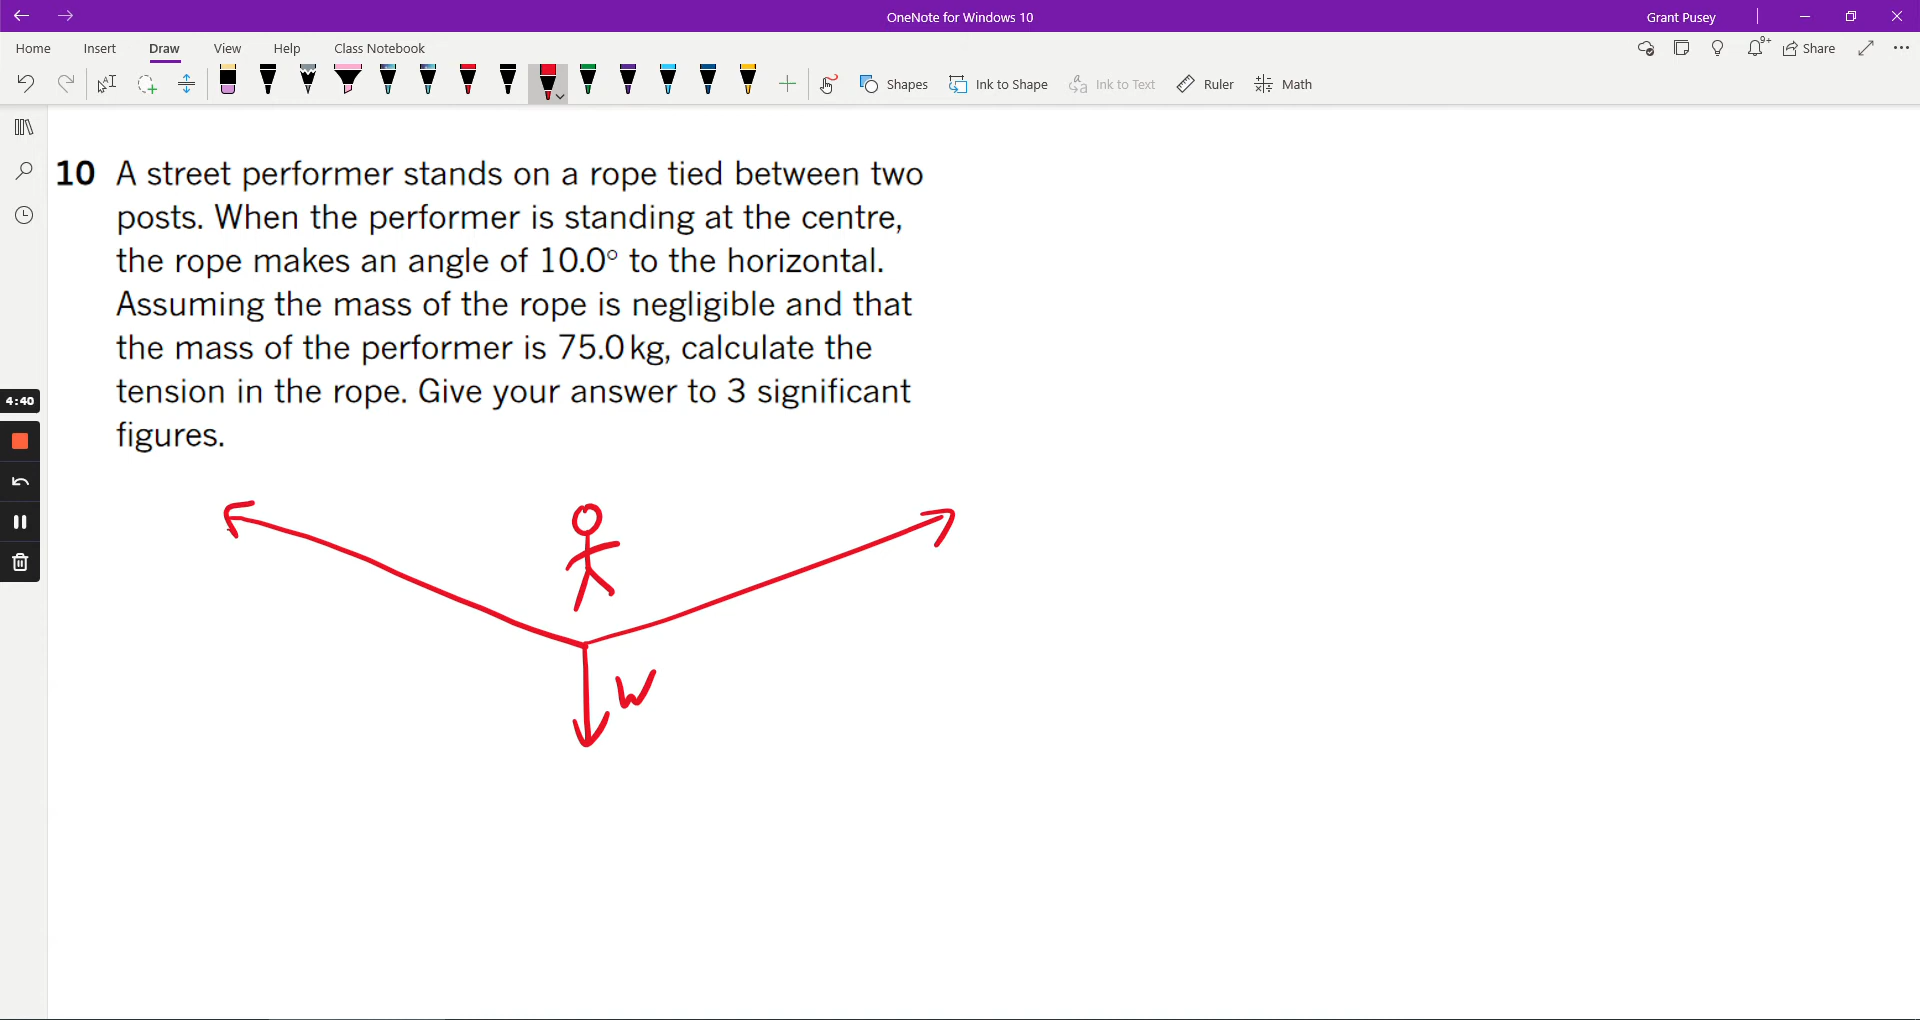 OneNote for Windows 10
Grant Pusey
Home Insert Draw View Help Class Notebook
9+ Share
Shapes Ink to Shape Ink to Text Ruler Math
10 A street performer stands on a rope tied between two
posts. When the performer is standing at the centre,
the rope makes an angle of 10.0° to the horizontal.
Assuming the mass of the rope is negligible and that
the mass of the performer is 75.0 kg, calculate the
tension in the rope. Give your answer to 3 significant
figures.
4:40
W